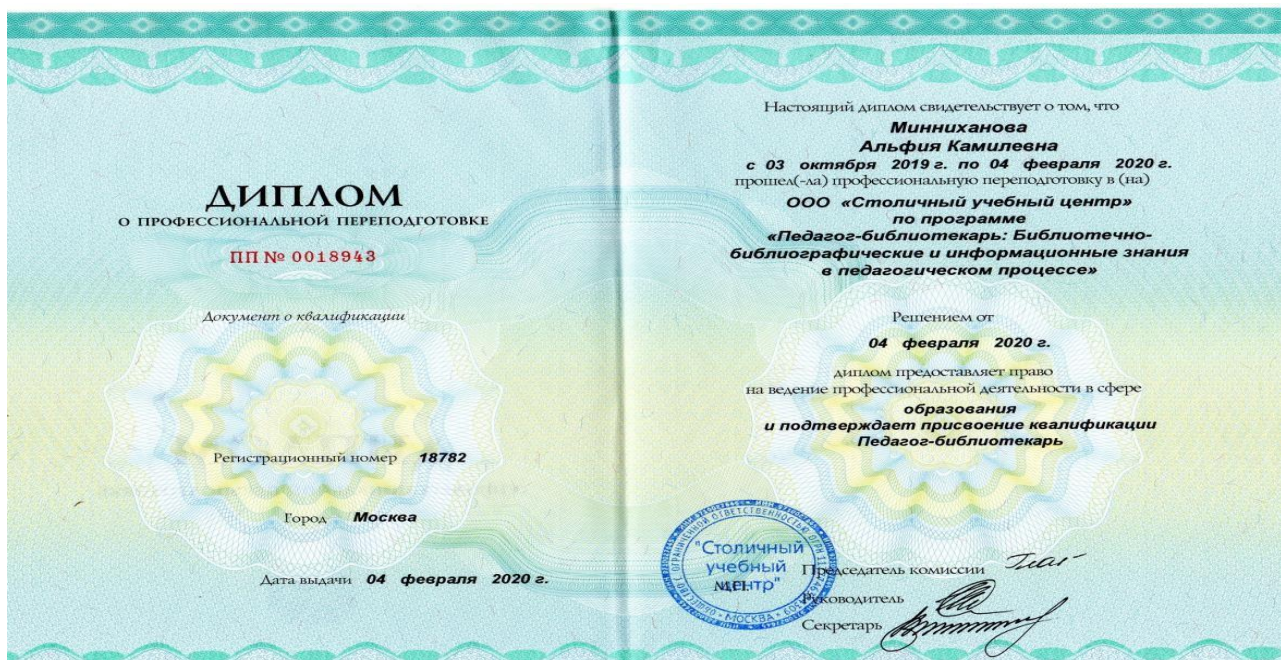 ДИПЛОМ
О ПРОФЕССИОНАЛЬНОЙ ПЕРЕПОДГОТОВКЕ
ПП № 0018943
Документ о квалификации
Регистрационный номер 18782
Город Москва
Дата выдачи 04 февраля 2020 г.
Настоящий диплом свидетельствует о том, что
Минниханова
Альфия Камилевна
с 03 октября 2019 г. по 04 февраля 2020 г.
прошел(-ла) профессиональную переподготовку в (на)
ООО «Столичный учебный центр»
по программе
«Педагог-библиотекарь: Библиотечно-
библиографические и информационные знания
в педагогическом процессе»
Решением от
04 февраля 2020 г.
диплом предоставляет право
на ведение профессиональной деятельности в сфере
образования
и подтверждает присвоение квалификации
Педагог-библиотекарь
"Столичный
учебный
центр"
М.П.
МОСКВА
Председатель комиссии
Руководитель
Секретарь